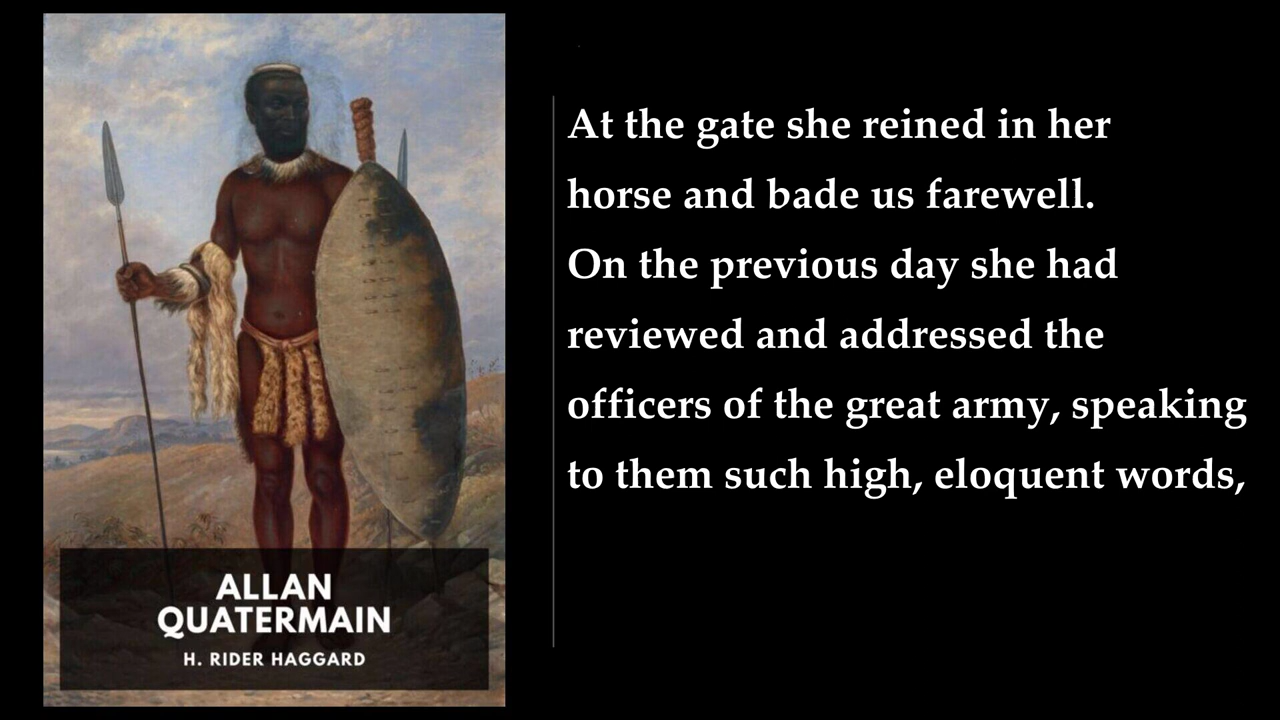 ALLAN
QUATERMAIN
H. RIDER HAGGARD
At the gate she reined in her
horse and bade us farewell.
On the previous day she had
reviewed and addressed the
officers of the great army, speaking
to them such high, eloquent words,